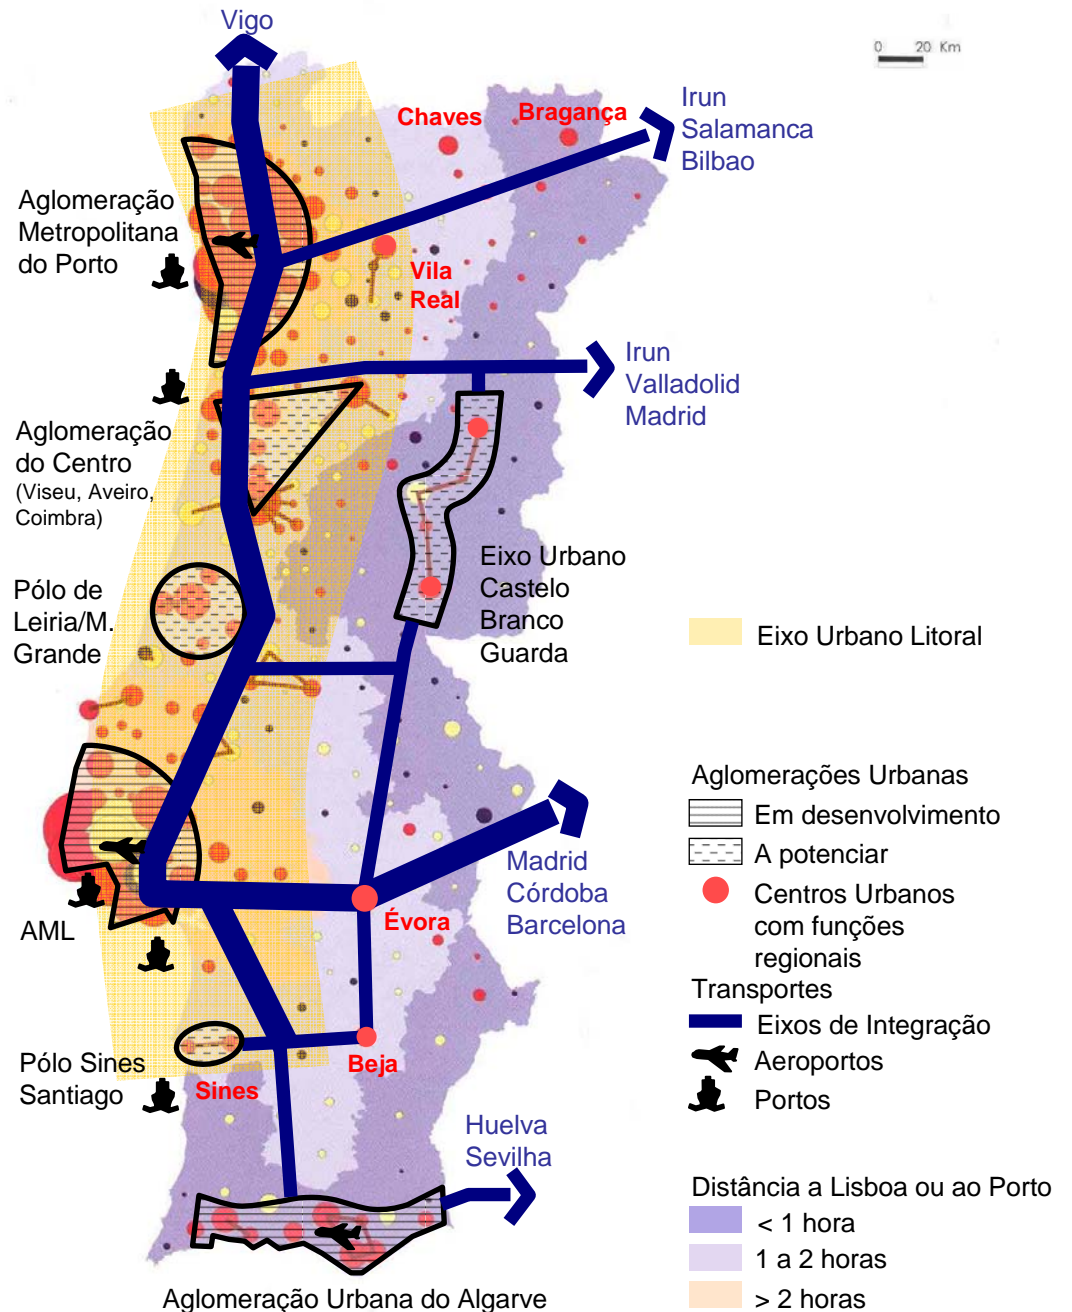 Vigo
0 20 Km
Chaves
Bragança
Irun
Salamanca
Bilbao
Aglomeração
Metropolitana
do Porto
Vila
Real
Irun
Valladolid
Madrid
Aglomeração
do Centro
(Viseu, Aveiro,
Coimbra)
Eixo Urbano
Castelo
Branco
Guarda
Pólo de
Leiria/M.
Grande
Eixo Urbano Litoral
Aglomerações Urbanas
Em desenvolvimento
A potenciar
Centros Urbanos
com funções
regionais
Transportes
Eixos de Integração
Aeroportos
Portos
Madrid
Córdoba
Barcelona
Évora
AML
Pólo Sines
Santiago
Sines
Beja
Huelva
Sevilha
Distância a Lisboa ou ao Porto
< 1 hora
1 a 2 horas
> 2 horas
Aglomeração Urbana do Algarve